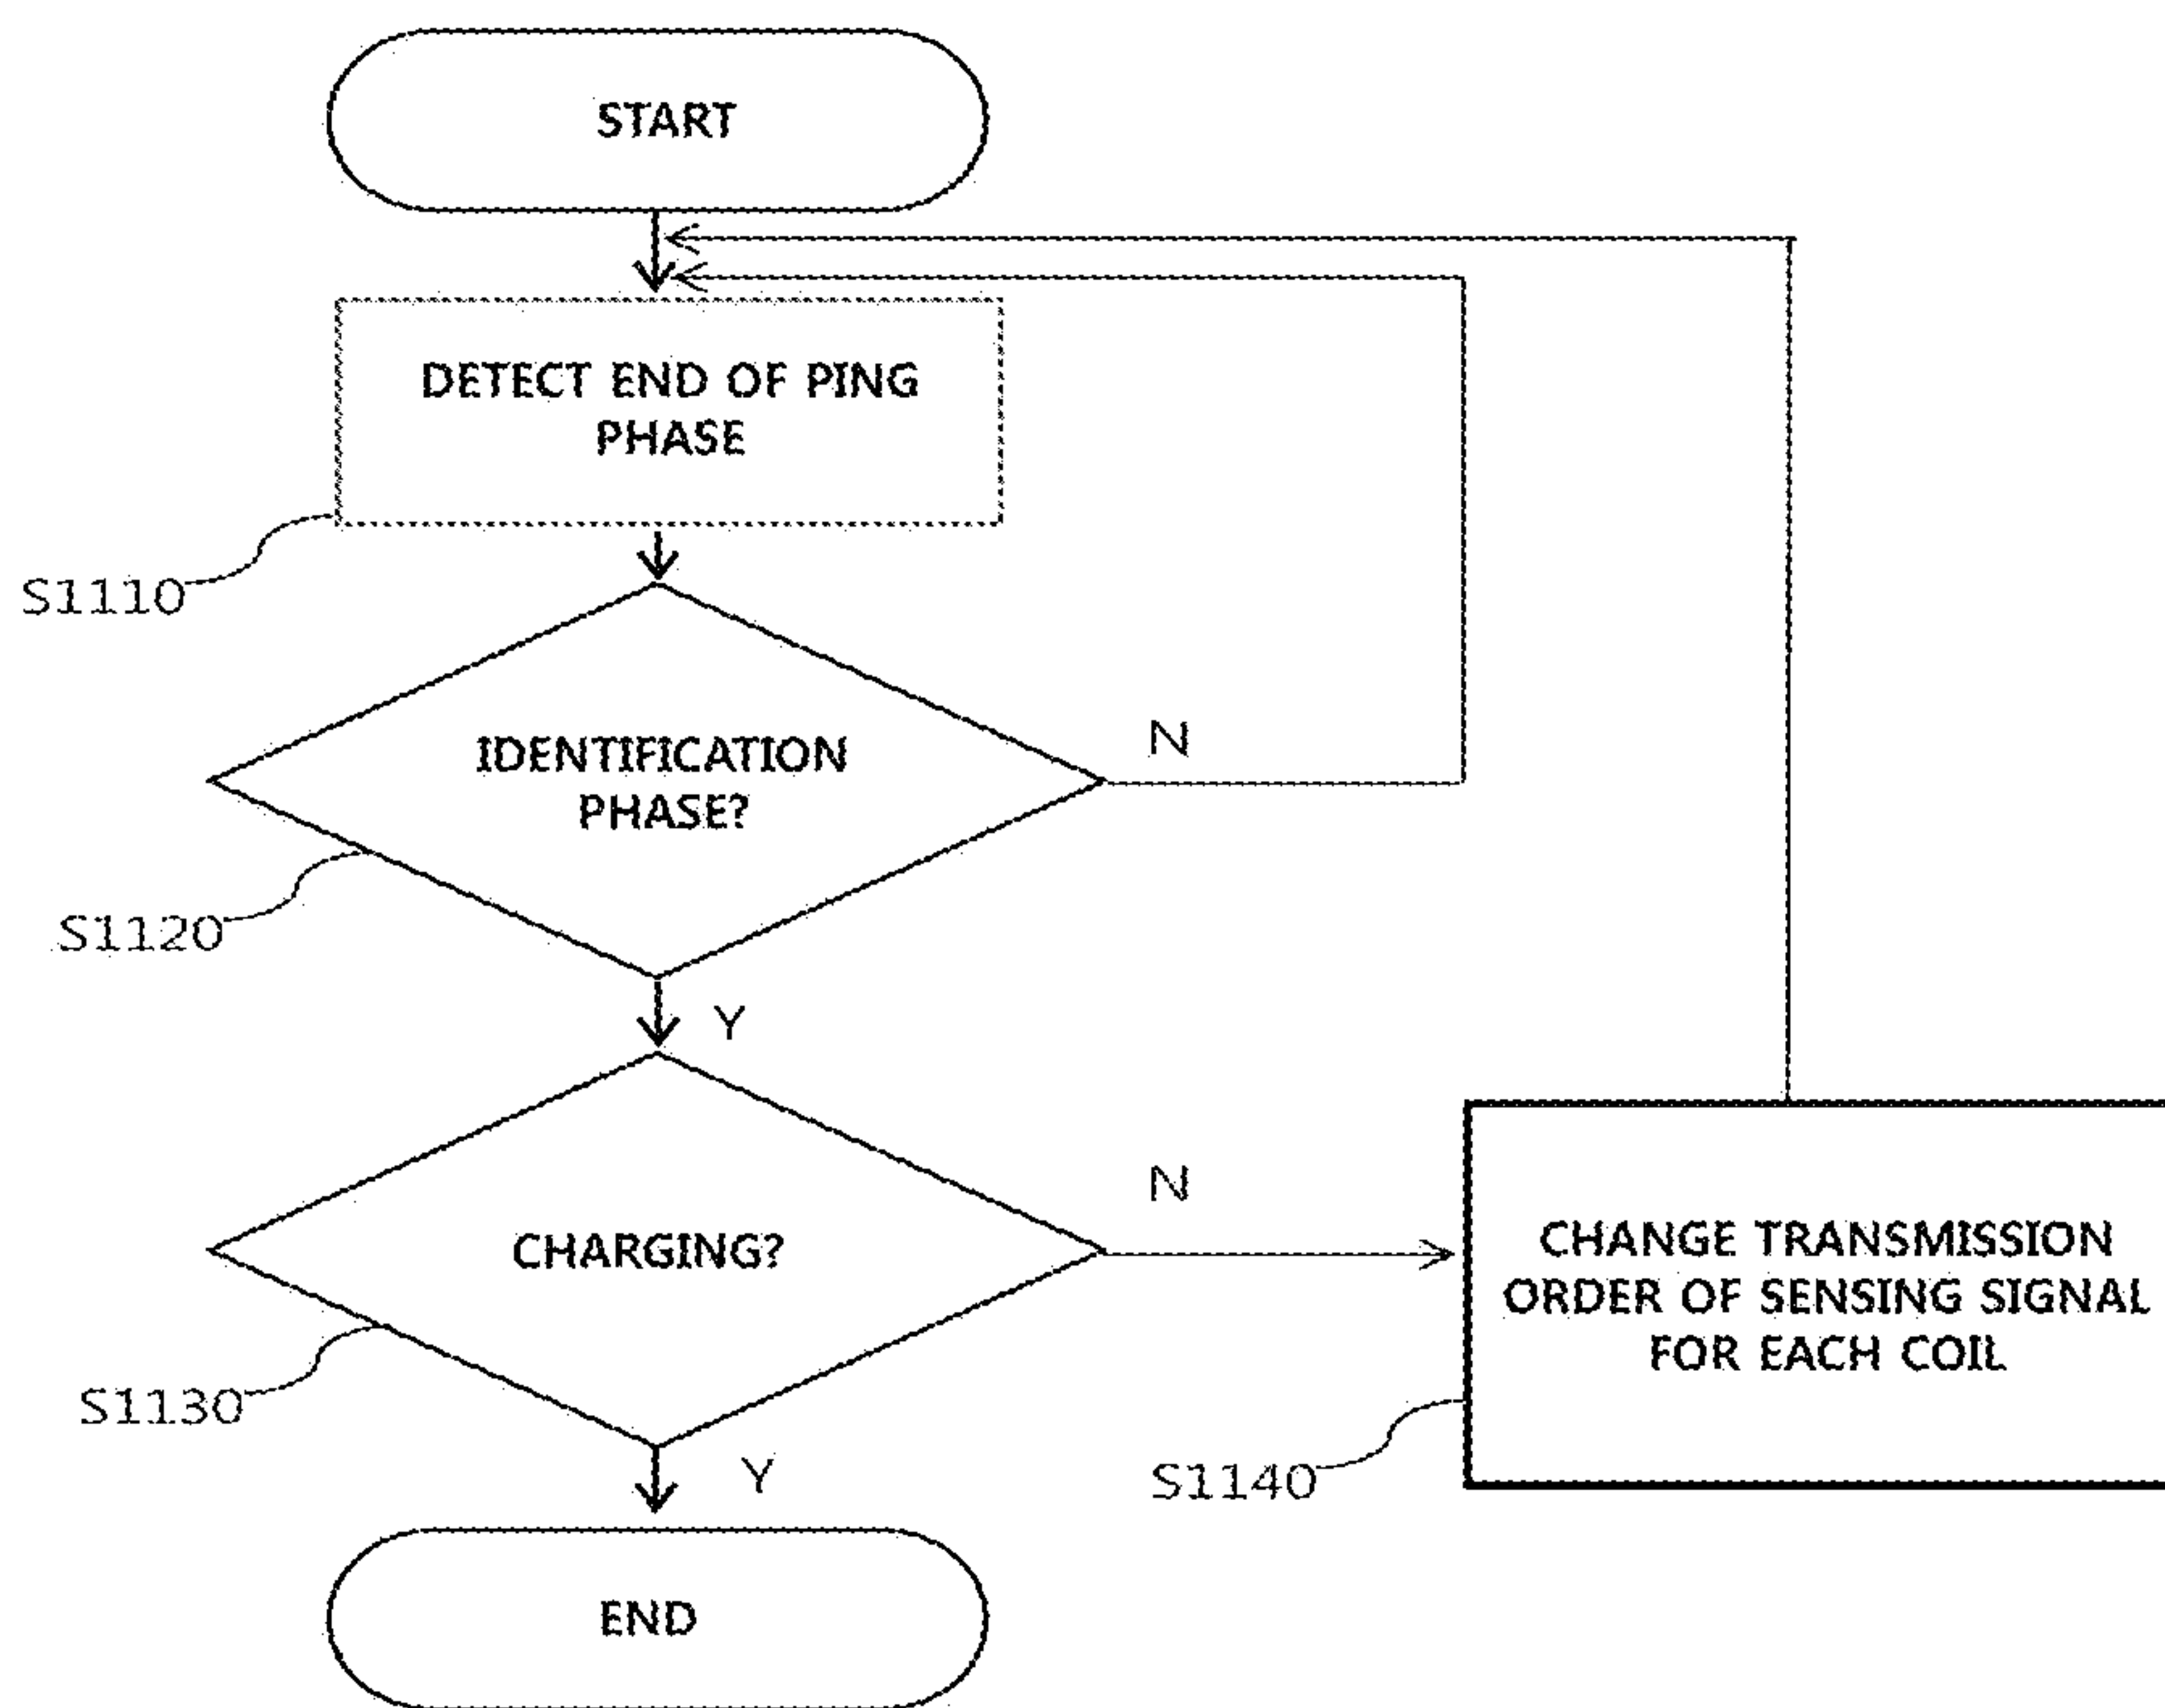 START
DETECT END OF PING
PHASE
S1110
IDENTIFICATION
PHASE?
N
S1120
Y
CHARGING?
N
CHANGE TRANSMISSION
ORDER OF SENSING SIGNAL
FOR EACH COIL
S1130
S1140
Y
END